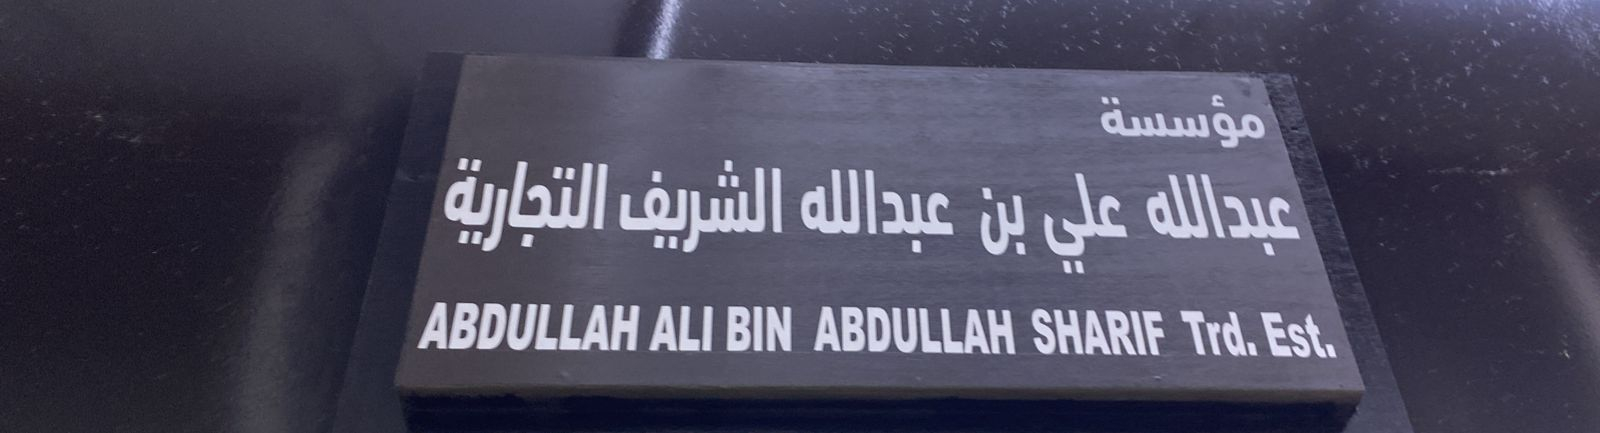 مؤسسة
عبدالله علي بن عبدالله الشريف التجارية
ABDULLAH ALI BIN ABDULLAH SHARIF Trd. Est.